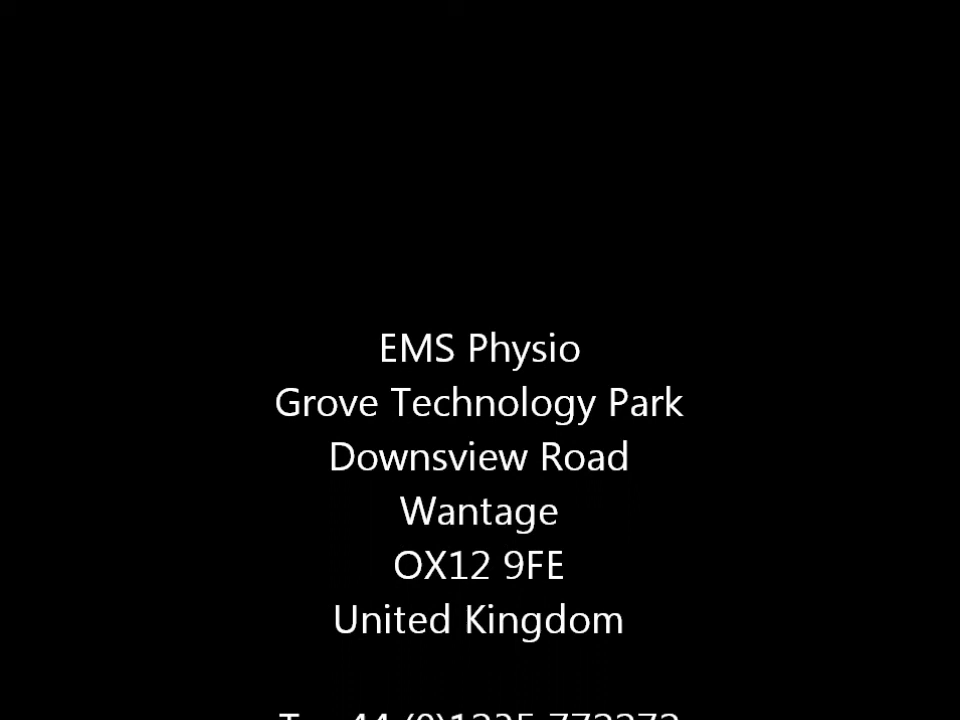 EMS Physio
Grove Technology Park
Downsview Road
Wantage
OX12 9FE
United Kingdom